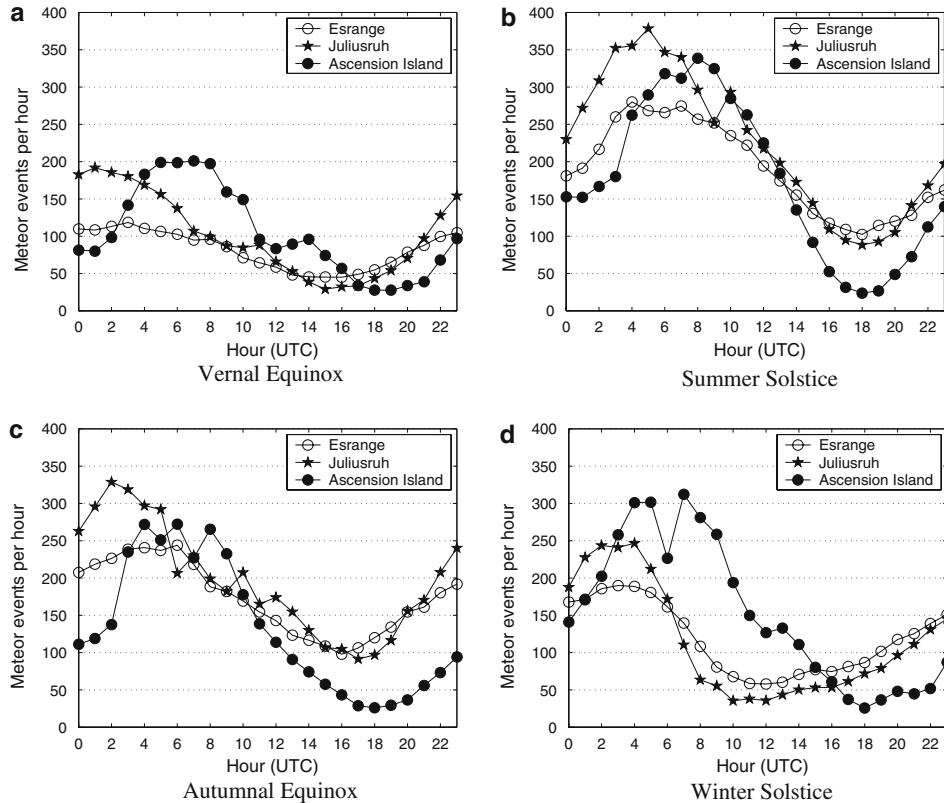 a
400
350
300
250
200
150
100
50
0
Meteor events per hour
Esrange
Juliusruh
Ascension Island
0 2 4 6 8 10 12 14 16 18 20 22
Hour (UTC)
Vernal Equinox
b
400
350
300
250
200
150
100
50
0
Meteor events per hour
Esrange
Juliusruh
Ascension Island
0 2 4 6 8 10 12 14 16 18 20 22
Hour (UTC)
Summer Solstice
c
400
350
300
250
200
150
100
50
0
Meteor events per hour
Esrange
Juliusruh
Ascension Island
0 2 4 6 8 10 12 14 16 18 20 22
Hour (UTC)
Autumnal Equinox
d
400
350
300
250
200
150
100
50
0
Meteor events per hour
Esrange
Juliusruh
Ascension Island
0 2 4 6 8 10 12 14 16 18 20 22
Hour (UTC)
Winter Solstice